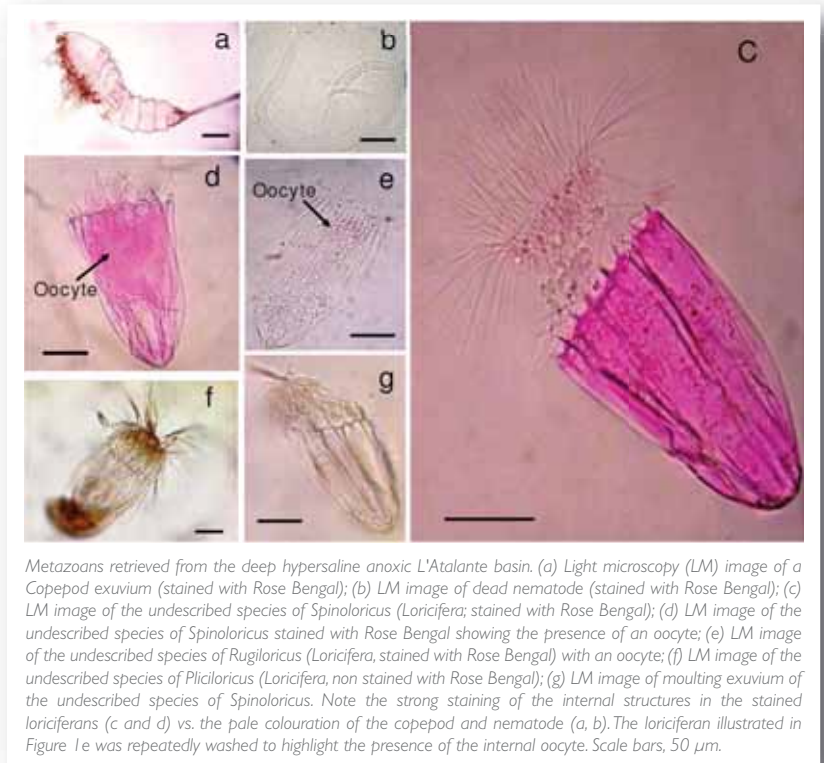 a
b
C
d
Oocyte
e
Oocyte
f
g
Metazoans retrieved from the deep hypersaline anoxic L'Atalante basin. (a) Light microscopy (LM) image of a
Copepod exuvium (stained with Rose Bengal); (b) LM image of dead nematode (stained with Rose Bengal); (c)
LM image of the undescribed species of Spinoloricus (Loricifera; stained with Rose Bengal); (d) LM image of the
undescribed species of Spinoloricus stained with Rose Bengal showing the presence of an oocyte; (e) LM image
of the undescribed species of Rugiloricus (Loricifera, stained with Rose Bengal) with an oocyte; (f) LM image of the
undescribed species of Pliciloricus (Loricifera, non stained with Rose Bengal); (g) LM image of moulting exuvium of
the undescribed species of Spinoloricus. Note the strong staining of the internal structures in the stained
loriciferans (c and d) vs. the pale colouration of the copepod and nematode (a, b). The loriciferan illustrated in
Figure 1e was repeatedly washed to highlight the presence of the internal oocyte. Scale bars, 50 µm.